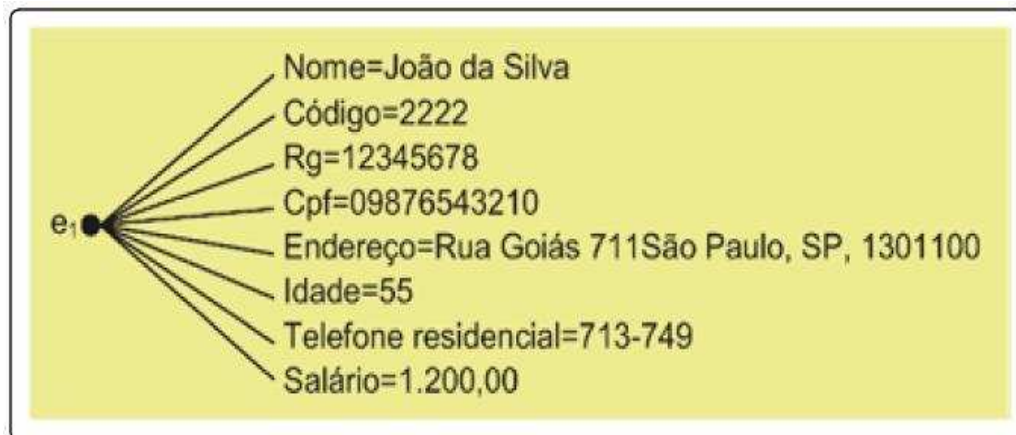 Nome=João da Silva
Código=2222
Rg=12345678
Cpf=09876543210
e₁ Endereço=Rua Goiás 711São Paulo, SP, 1301100
Idade=55
Telefone residencial=713-749
Salário=1.200,00